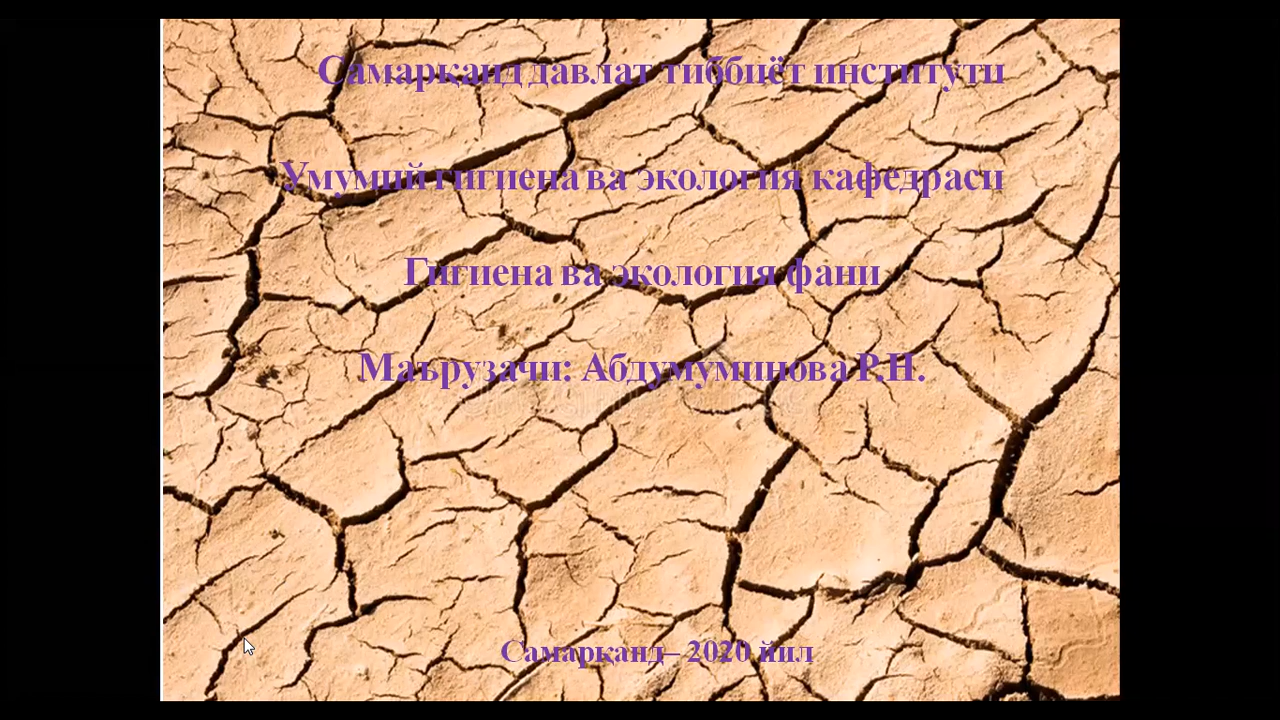 Самарқанд давлат тиббиёт институти
Умумий гигиена ва экология кафедраси
Гигиена ва экология фани
Маърузачи: Абдумуминова Р.Н.
Самарқанд– 2020 йил